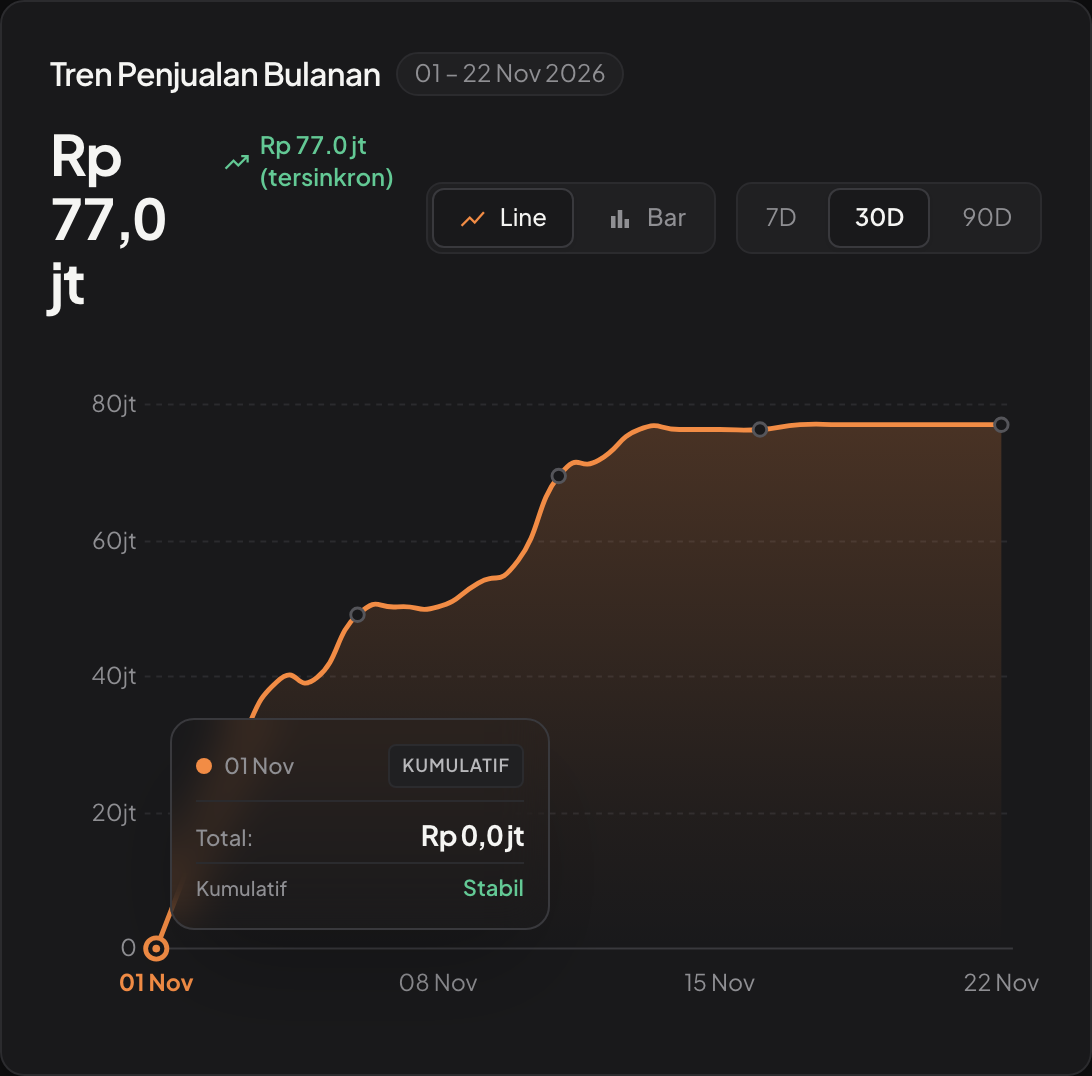 Tren Penjualan Bulanan
01 – 22 Nov 2026
Rp
77,0
jt
Rp 77.0 jt
(tersinkron)
Line
Bar
7D
30D
90D
80jt
60jt
40jt
20jt
0
01 Nov
KUMULATIF
Total:
Rp 0,0 jt
Kumulatif
Stabil
01 Nov
08 Nov
15 Nov
22 Nov